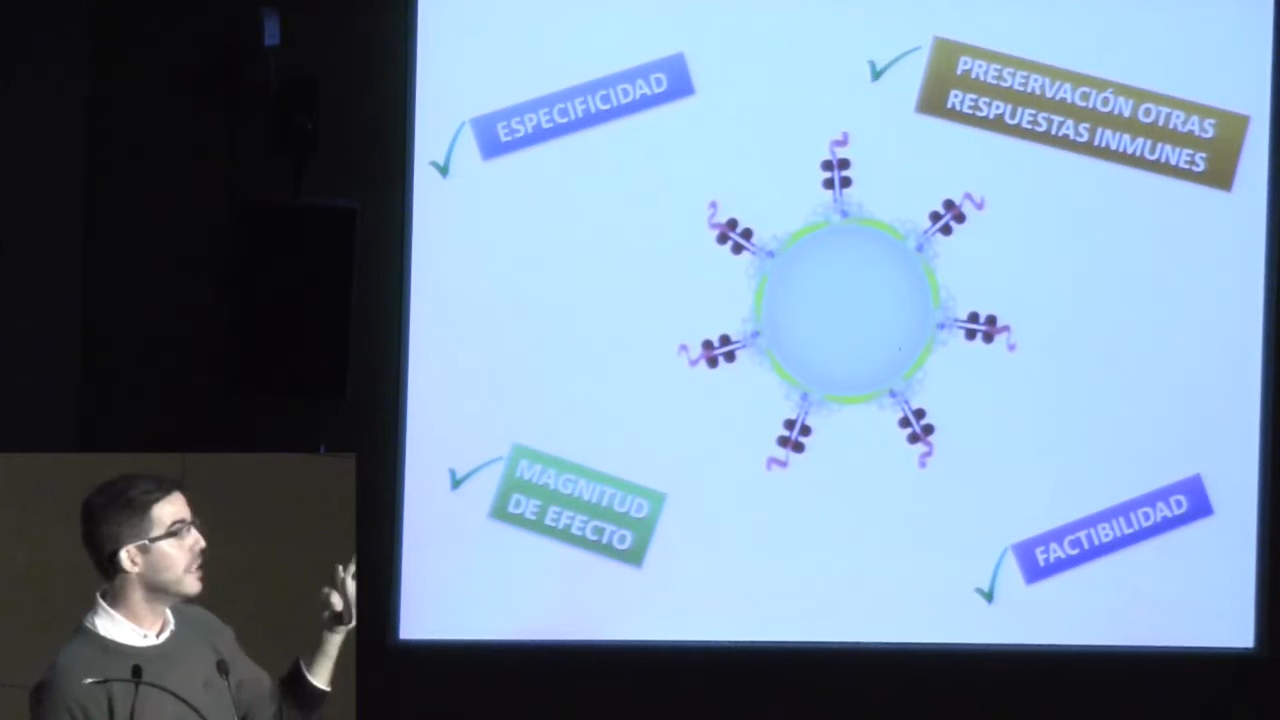 ESPECIFICIDAD
PRESERVACIÓN OTRAS
RESPUESTAS INMUNES
MAGNITUD
DE EFECTO
FACTIBILIDAD